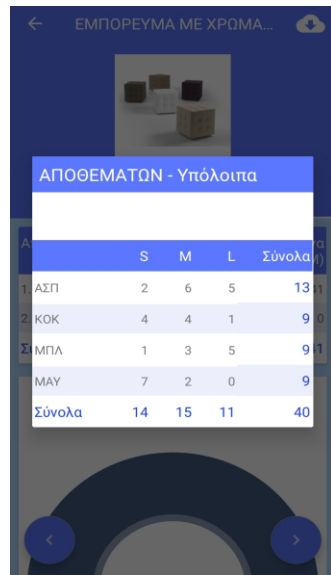 ΕΜΠΟΡΕΥΜΑ ΜΕ ΧΡΩΜΑ...
ΑΠΟΘΕΜΑΤΩΝ - Υπόλοιπα
S M L Σύνολα
ΑΣΠ 2 6 5 13
ΚΟΚ 4 4 1 9
ΜΠΛ 1 3 5 9
ΜΑΥ 7 2 0 9
Σύνολα 14 15 11 40